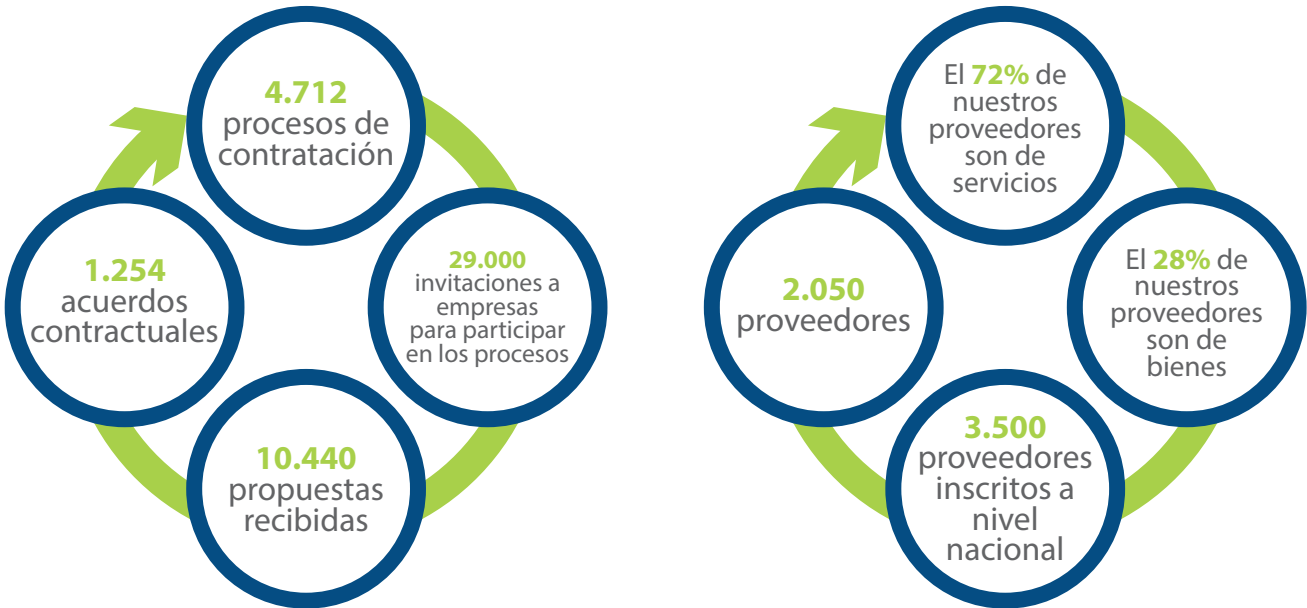 4.712
procesos de
contratación
29.000
invitaciones a
empresas
para participar
en los procesos
10.440
propuestas
recibidas
1.254
acuerdos
contractuales
El 72% de
nuestros
proveedores
son de
servicios
El 28% de
nuestros
proveedores
son de
bienes
3.500
proveedores
inscritos a
nivel
nacional
2.050
proveedores